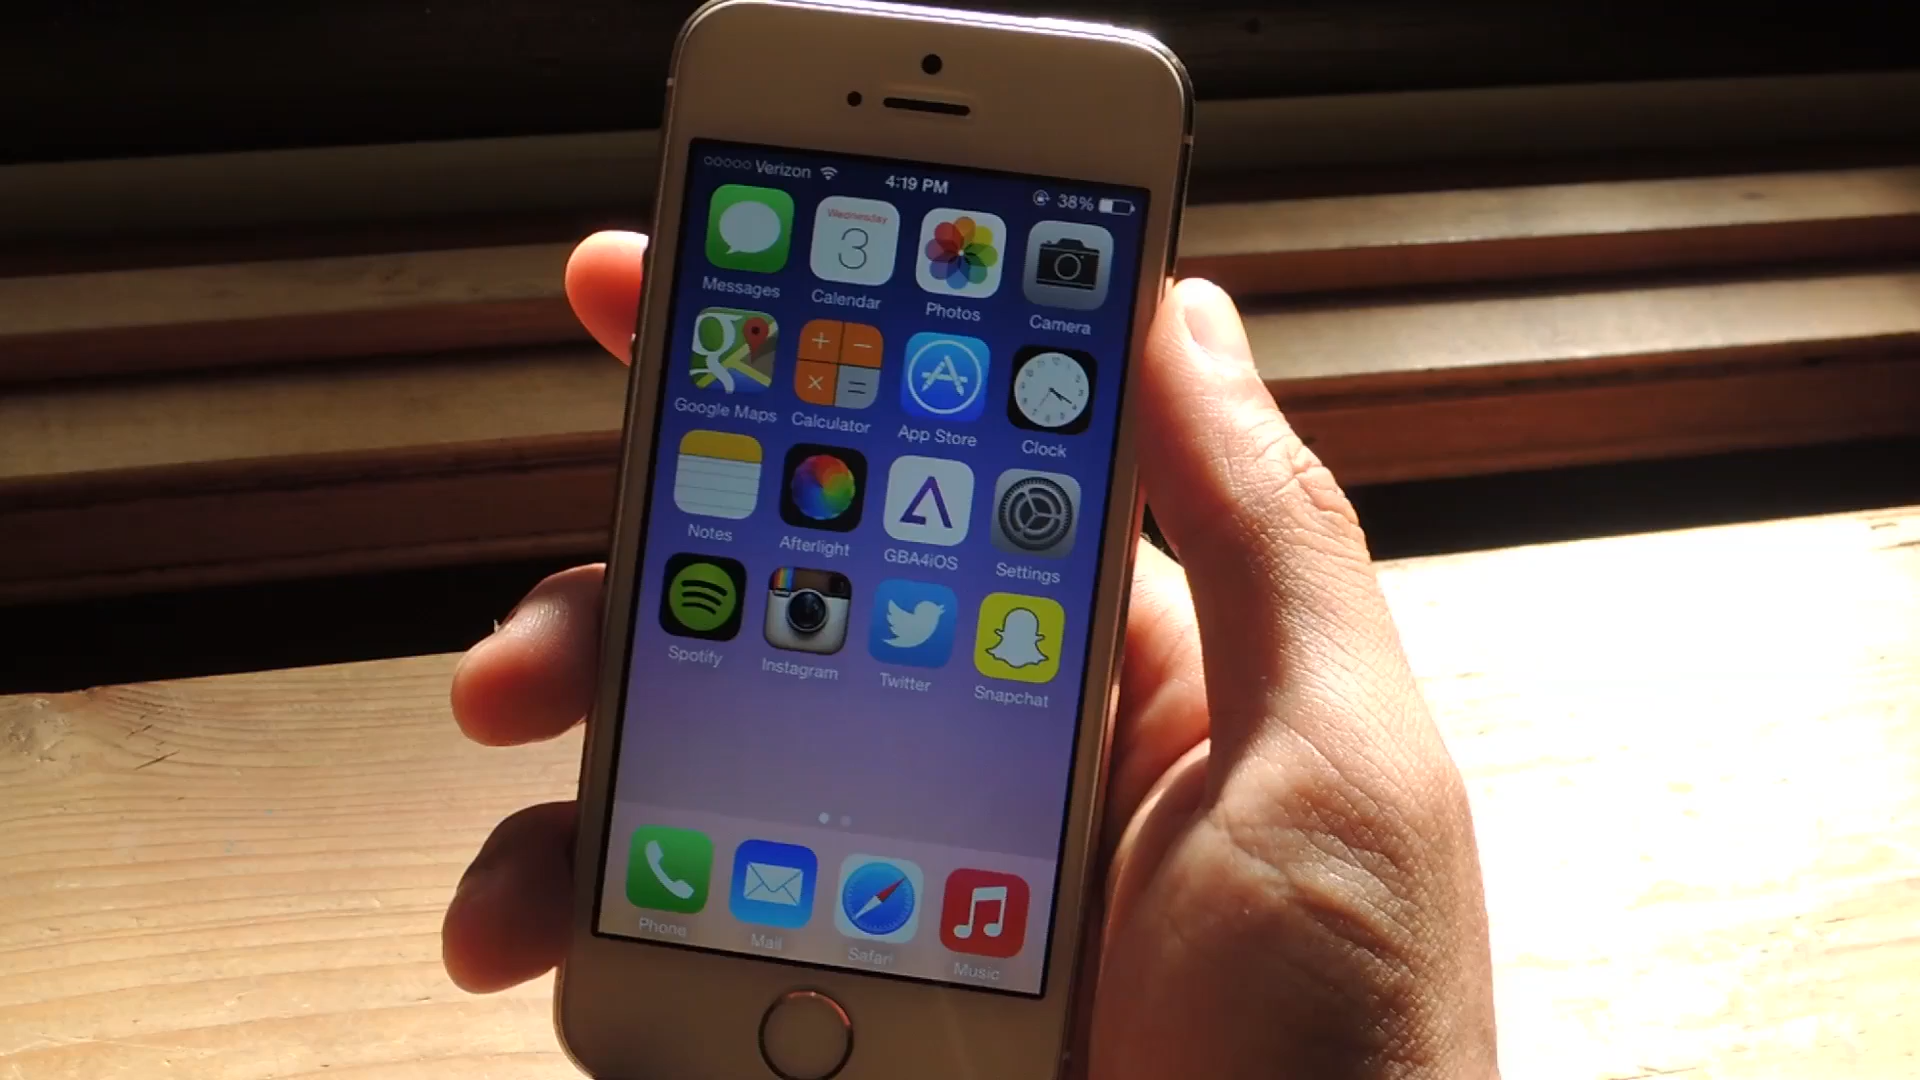 Verizon 4:19 PM 38%
Wednesday
3
Messages Calendar Photos Camera
Google Maps Calculator App Store Clock
Notes Afterlight GBA4iOS Settings
Spotify Instagram Twitter Snapchat
Phone Mail Safari Music